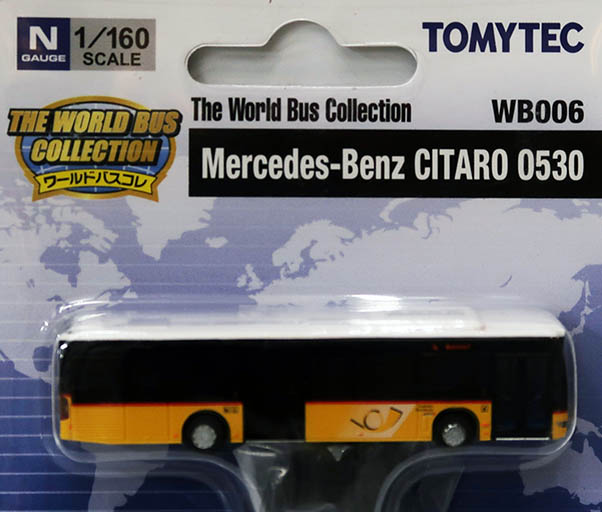 N 1/160
GAUGE SCALE
TOMYTEC
The World Bus Collection WB006
THE WORLD BUS
COLLECTION
ワールドバスコレ
Mercedes-Benz CITARO O530